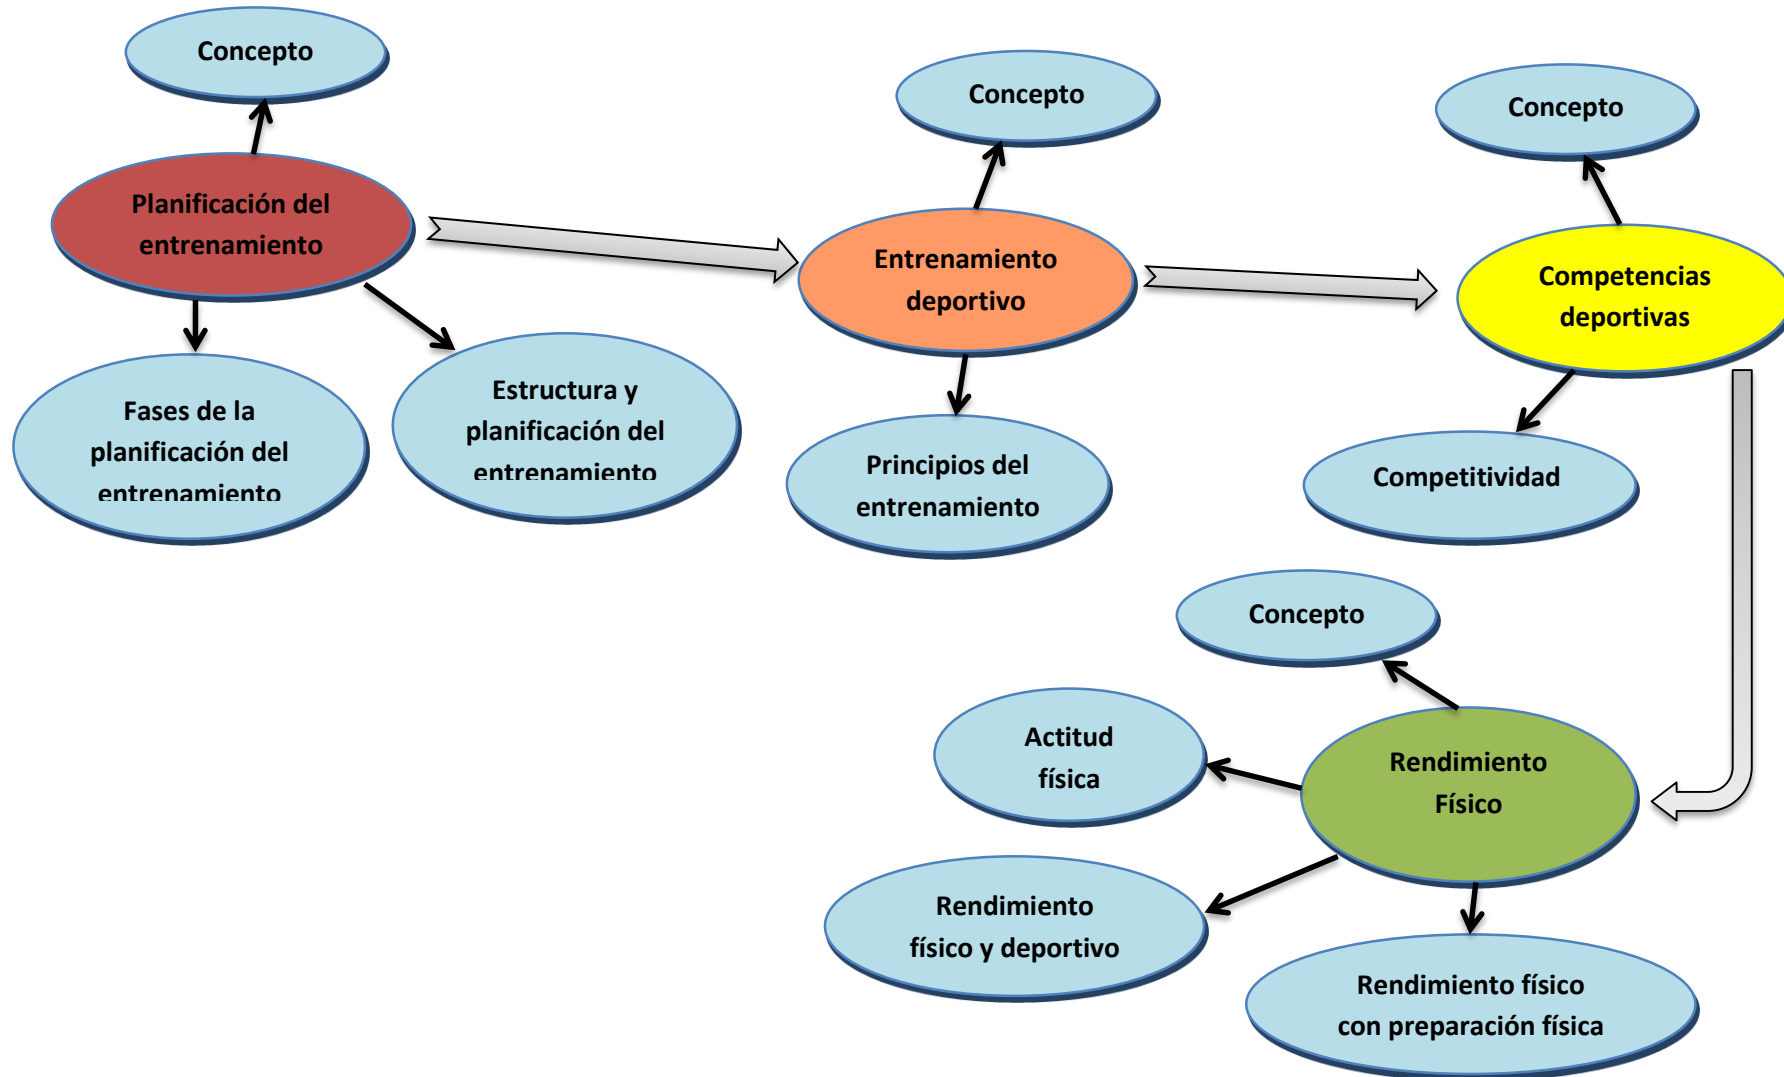 Concepto
Planificación del
entrenamiento
Fases de la
planificación del
entrenamiento
Estructura y
planificación del
entrenamiento
Concepto
Entrenamiento
deportivo
Principios del
entrenamiento
Concepto
Competencias
deportivas
Competitividad
Concepto
Rendimiento
Físico
Actitud
física
Rendimiento
físico y deportivo
Rendimiento físico
con preparación física